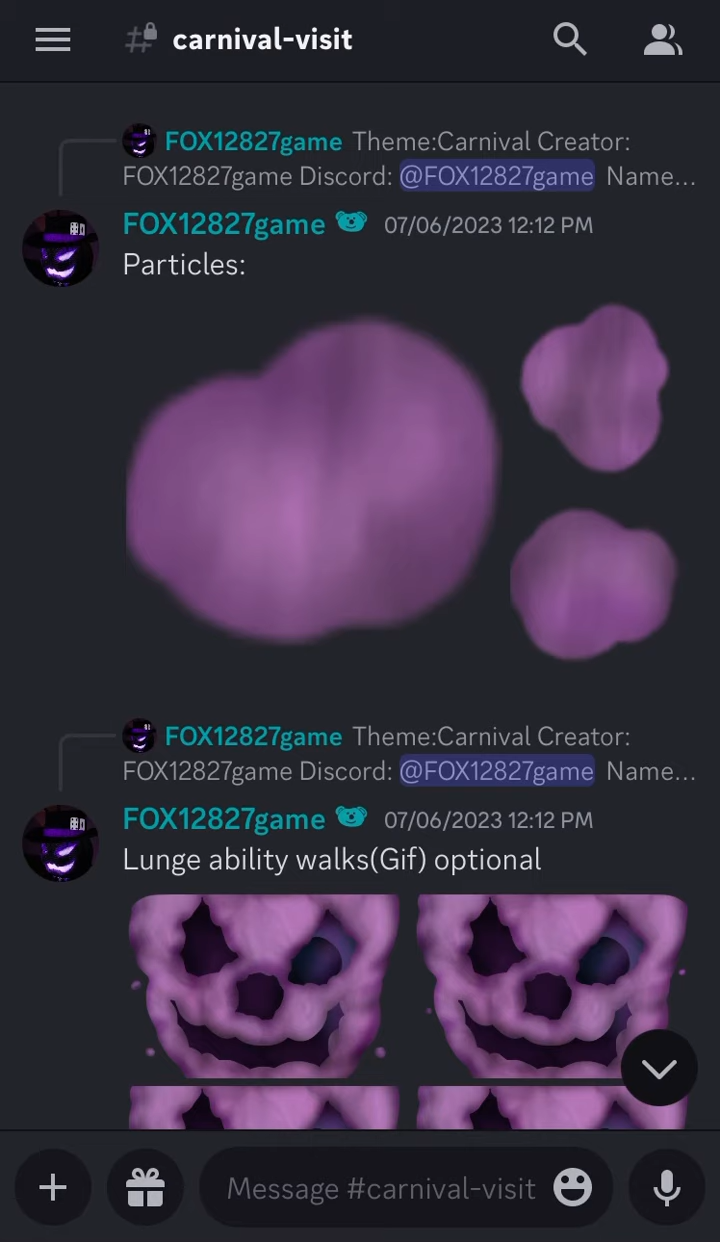 carnival-visit
FOX12827game Theme:Carnival Creator:
FOX12827game Discord: @FOX12827game Name...
FOX12827game 07/06/2023 12:12 PM
Particles:
FOX12827game Theme:Carnival Creator:
FOX12827game Discord: @FOX12827game Name...
FOX12827game 07/06/2023 12:12 PM
Lunge ability walks(Gif) optional
Message #carnival-visit